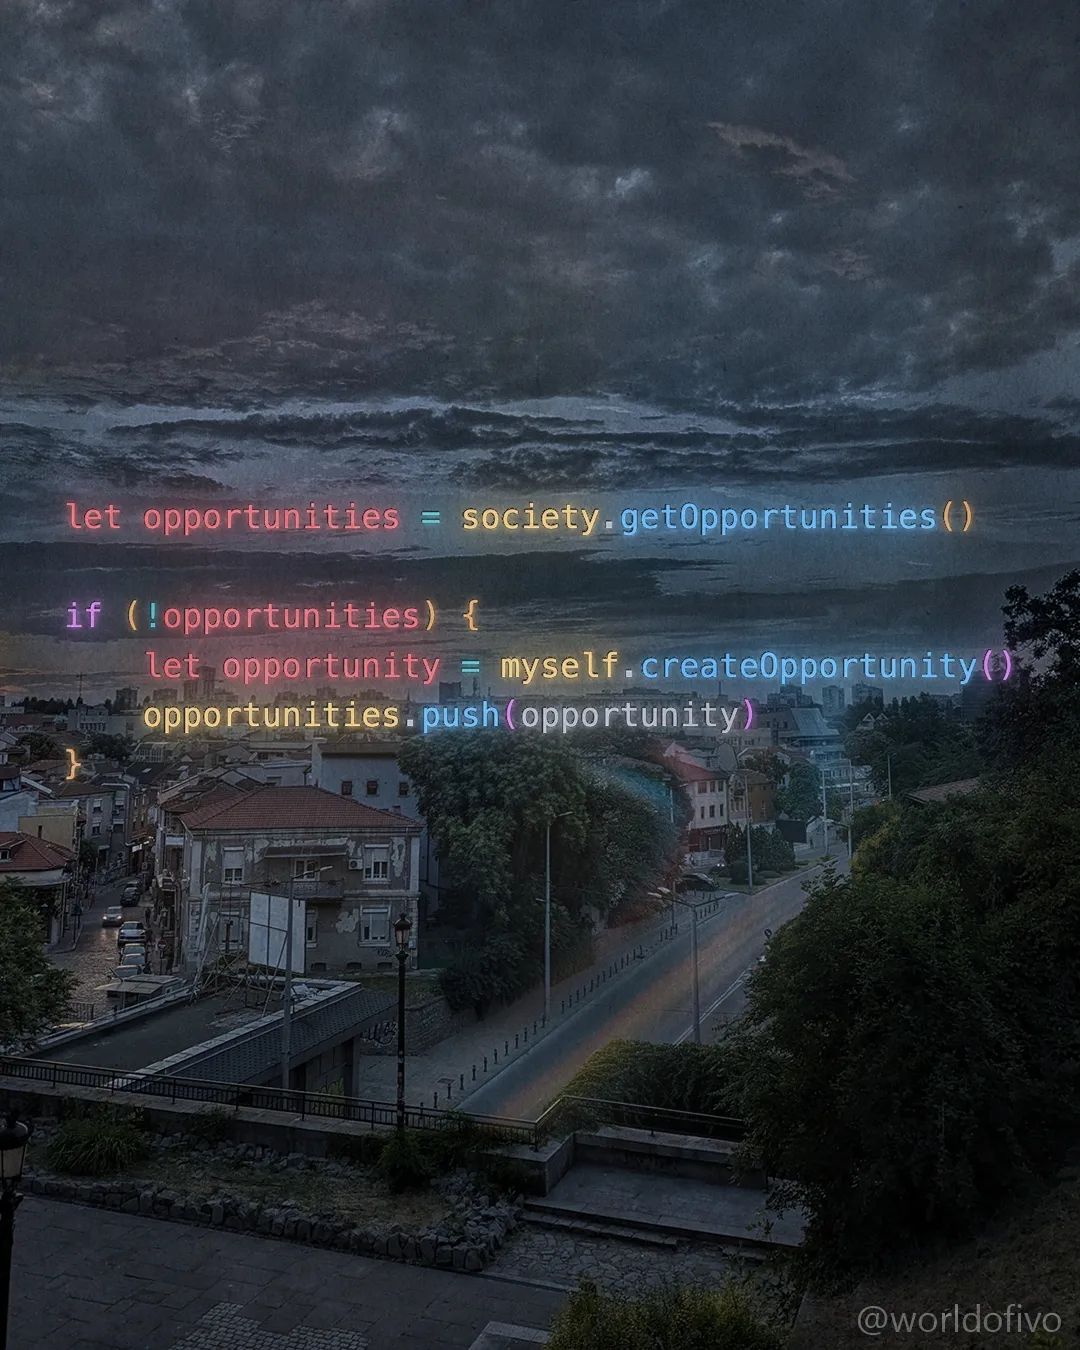 let opportunities = society.getOpportunities()
if (!opportunities) {
    let opportunity = myself.createOpportunity()
    opportunities.push(opportunity)
}
@worldofivo